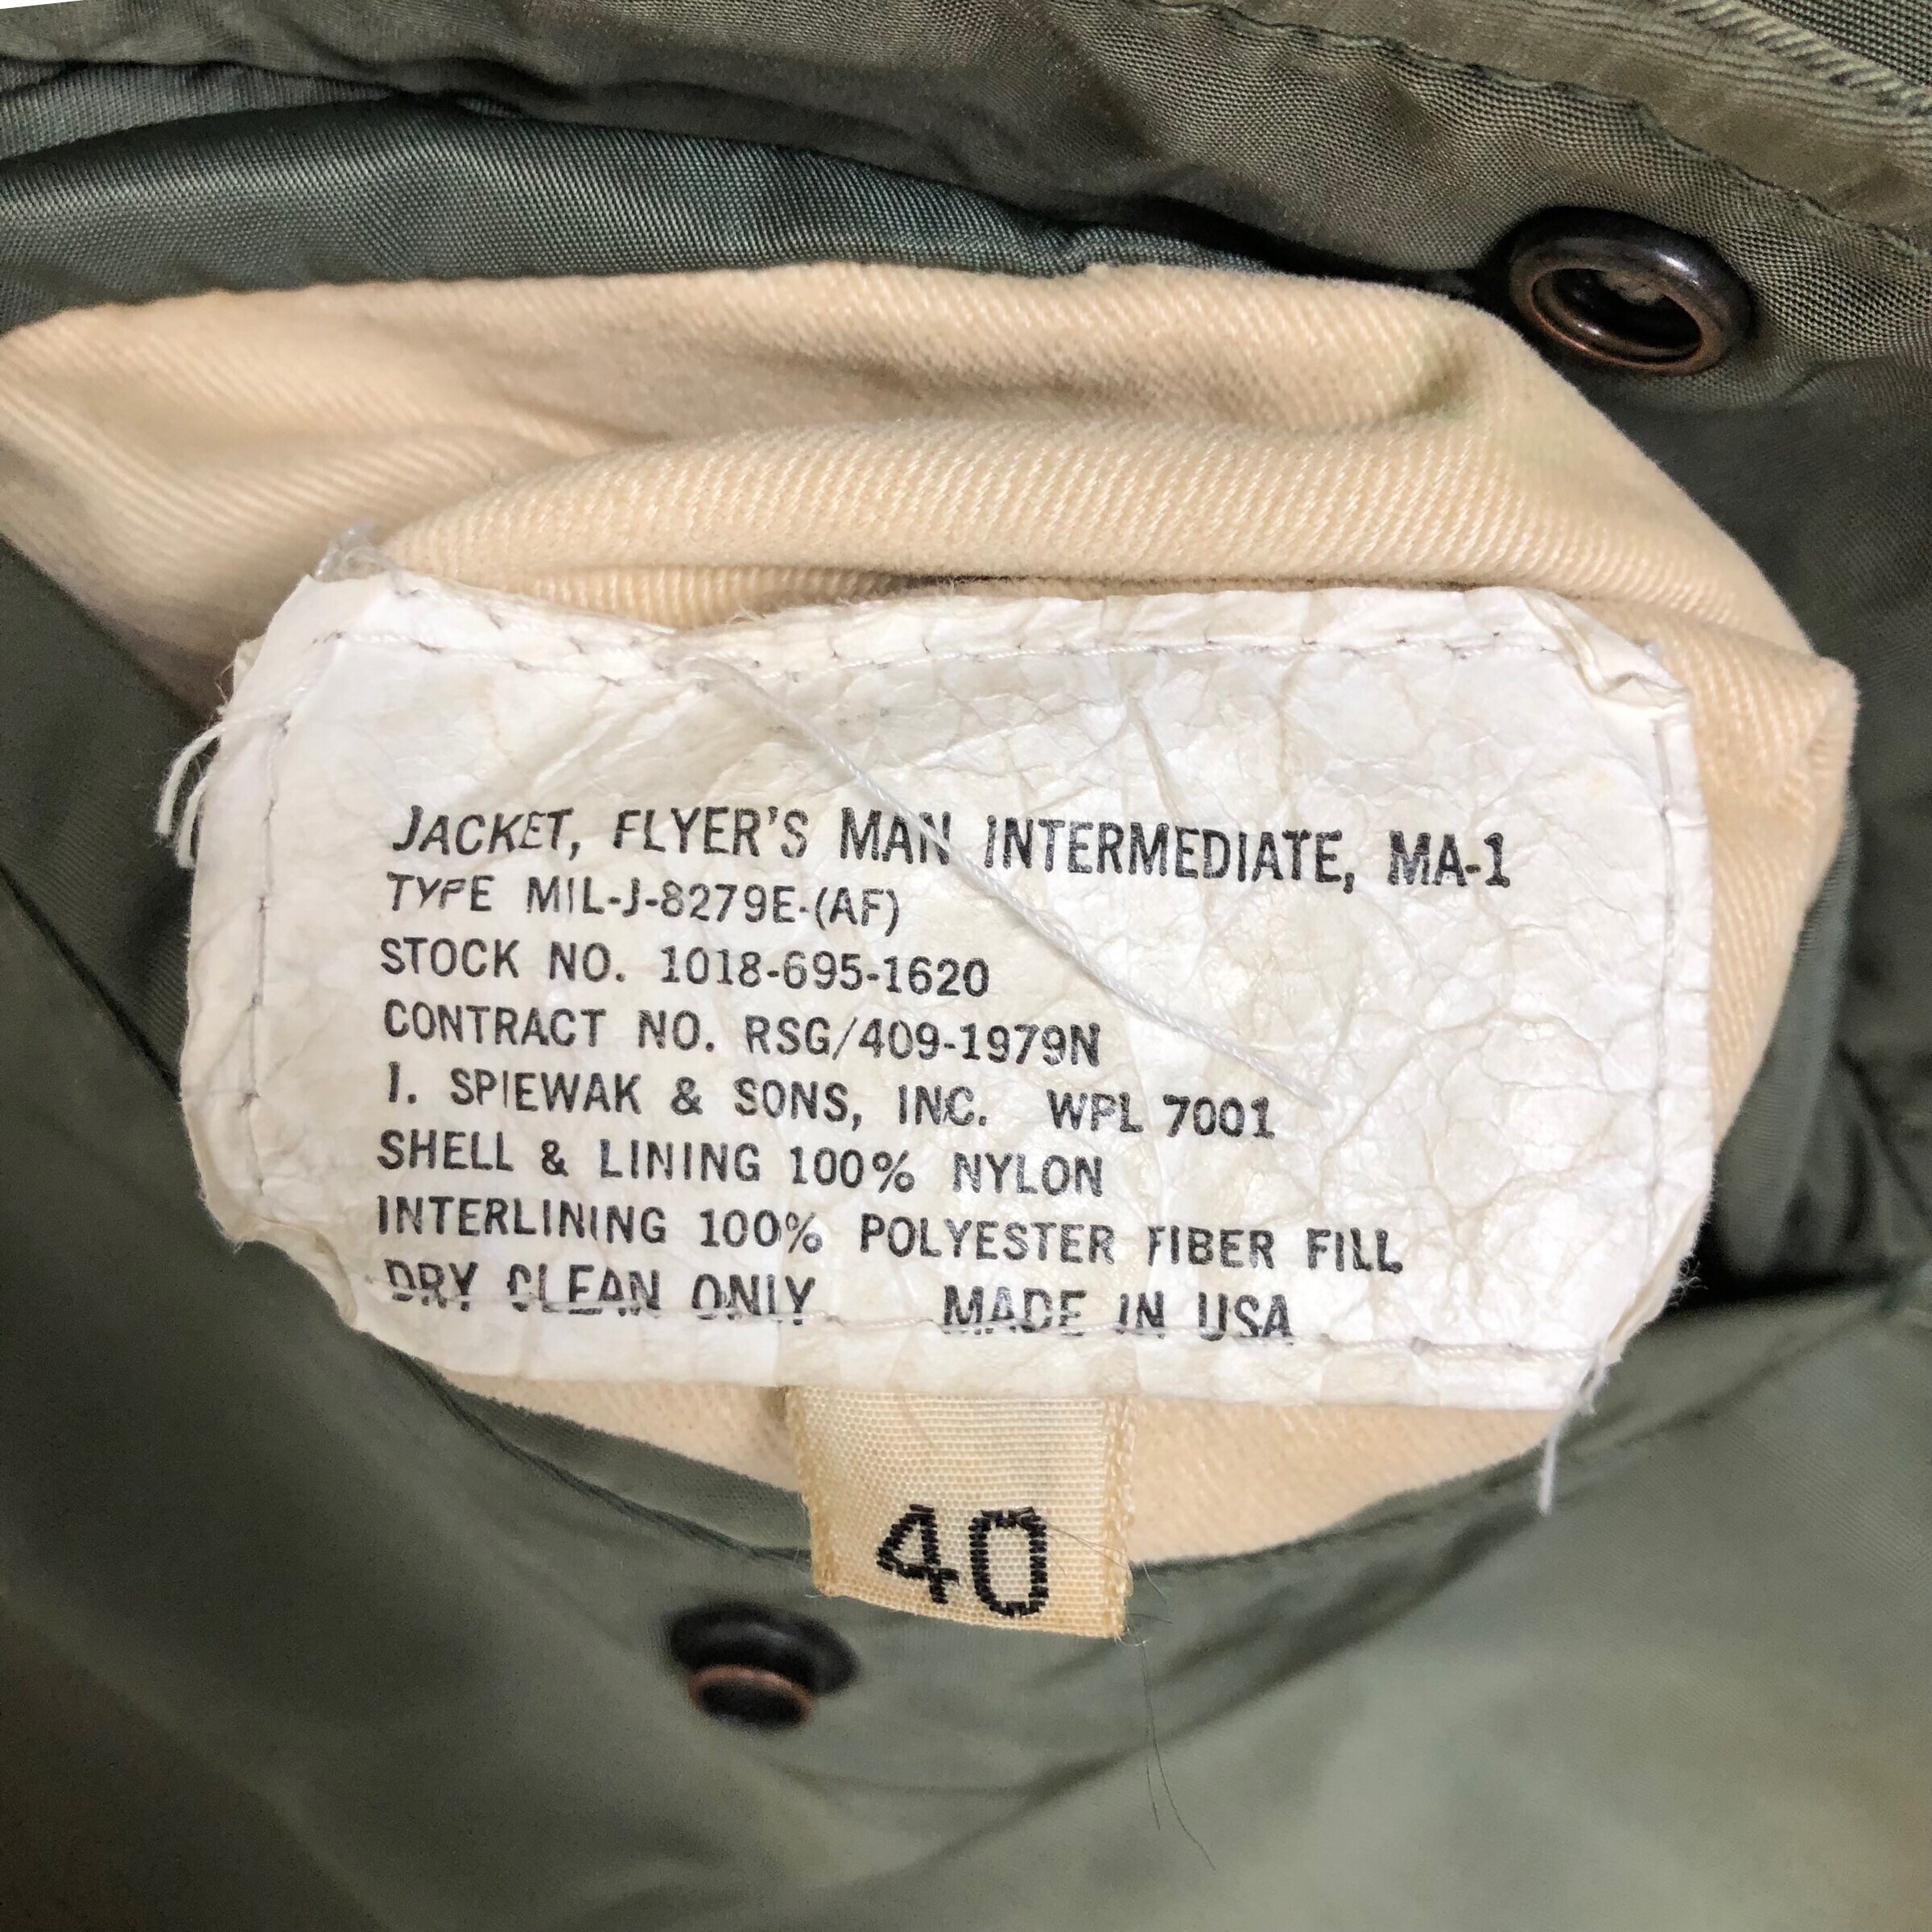 JACKET, FLYER'S MAN INTERMEDIATE, MA-1
TYPE MIL-J-8279E-(AF)
STOCK NO. 1018-695-1620
CONTRACT NO. RSG/409-1979N
I. SPIEWAK & SONS, INC. WPL 7001
SHELL & LINING 100% NYLON
INTERLINING 100% POLYESTER FIBER FILL
DRY CLEAN ONLY MADE IN USA
40